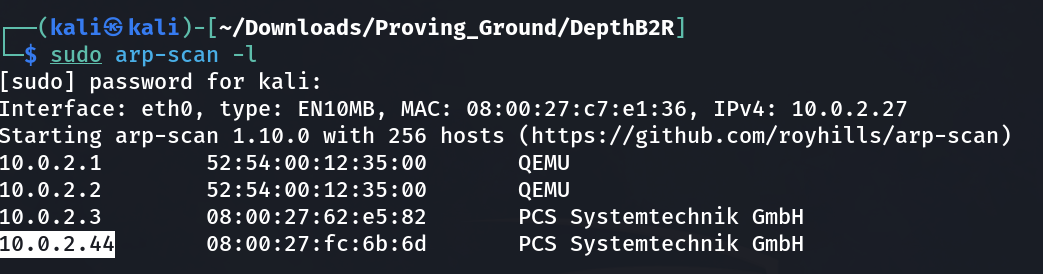 ┌──(kali㉿kali)-[~/Downloads/Proving_Ground/DepthB2R]
└─$ sudo arp-scan -l
[sudo] password for kali:
Interface: eth0, type: EN10MB, MAC: 08:00:27:c7:e1:36, IPv4: 10.0.2.27
Starting arp-scan 1.10.0 with 256 hosts (https://github.com/royhills/arp-scan)
10.0.2.1 52:54:00:12:35:00 QEMU
10.0.2.2 52:54:00:12:35:00 QEMU
10.0.2.3 08:00:27:62:e5:82 PCS Systemtechnik GmbH
10.0.2.44 08:00:27:fc:6b:6d PCS Systemtechnik GmbH